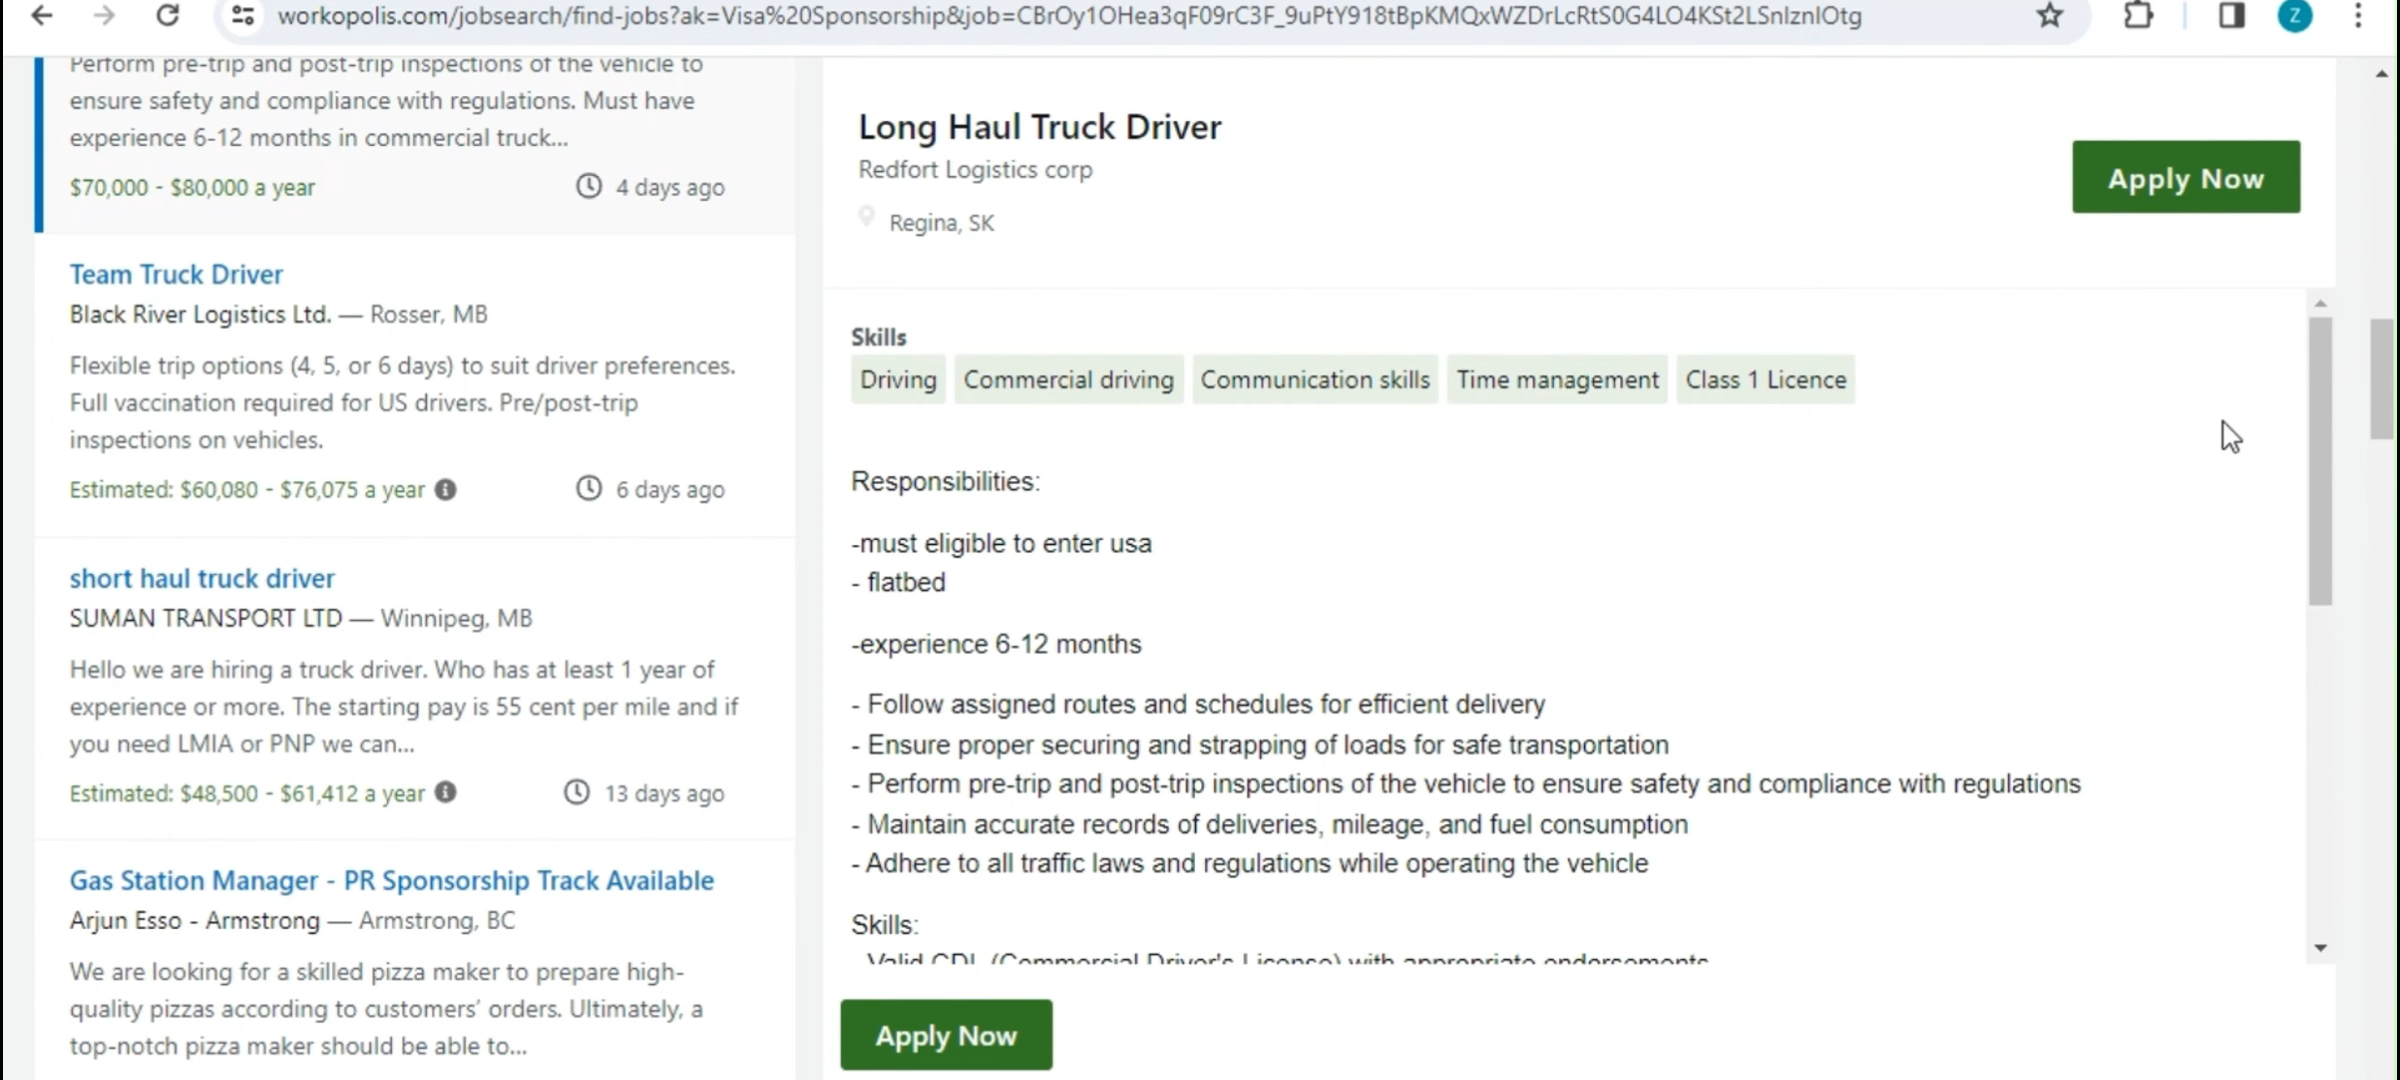 workopolis.com/jobsearch/find-jobs?ak=Visa%20Sponsorship&job=CBrOy1OHea3qF09rC3F_9uPtY918tBpKMQxWZDrLcRtS0G4LO4KSt2LSnIznIOtg
Z
Perform pre-trip and post-trip inspections of the vehicle to
ensure safety and compliance with regulations. Must have
experience 6-12 months in commercial truck...
$70,000 - $80,000 a year
4 days ago
Team Truck Driver
Black River Logistics Ltd. — Rosser, MB
Flexible trip options (4, 5, or 6 days) to suit driver preferences.
Full vaccination required for US drivers. Pre/post-trip
inspections on vehicles.
Estimated: $60,080 - $76,075 a year
6 days ago
short haul truck driver
SUMAN TRANSPORT LTD — Winnipeg, MB
Hello we are hiring a truck driver. Who has at least 1 year of
experience or more. The starting pay is 55 cent per mile and if
you need LMIA or PNP we can...
Estimated: $48,500 - $61,412 a year
13 days ago
Gas Station Manager - PR Sponsorship Track Available
Arjun Esso - Armstrong — Armstrong, BC
We are looking for a skilled pizza maker to prepare high-
quality pizzas according to customers’ orders. Ultimately, a
top-notch pizza maker should be able to...
Long Haul Truck Driver
Redfort Logistics corp
Regina, SK
Apply Now
Skills
Driving Commercial driving Communication skills Time management Class 1 Licence
Responsibilities:
-must eligible to enter usa
- flatbed
-experience 6-12 months
- Follow assigned routes and schedules for efficient delivery
- Ensure proper securing and strapping of loads for safe transportation
- Perform pre-trip and post-trip inspections of the vehicle to ensure safety and compliance with regulations
- Maintain accurate records of deliveries, mileage, and fuel consumption
- Adhere to all traffic laws and regulations while operating the vehicle
Skills:
- Valid CDL (Commercial Driver's License) with appropriate endorsements
Apply Now